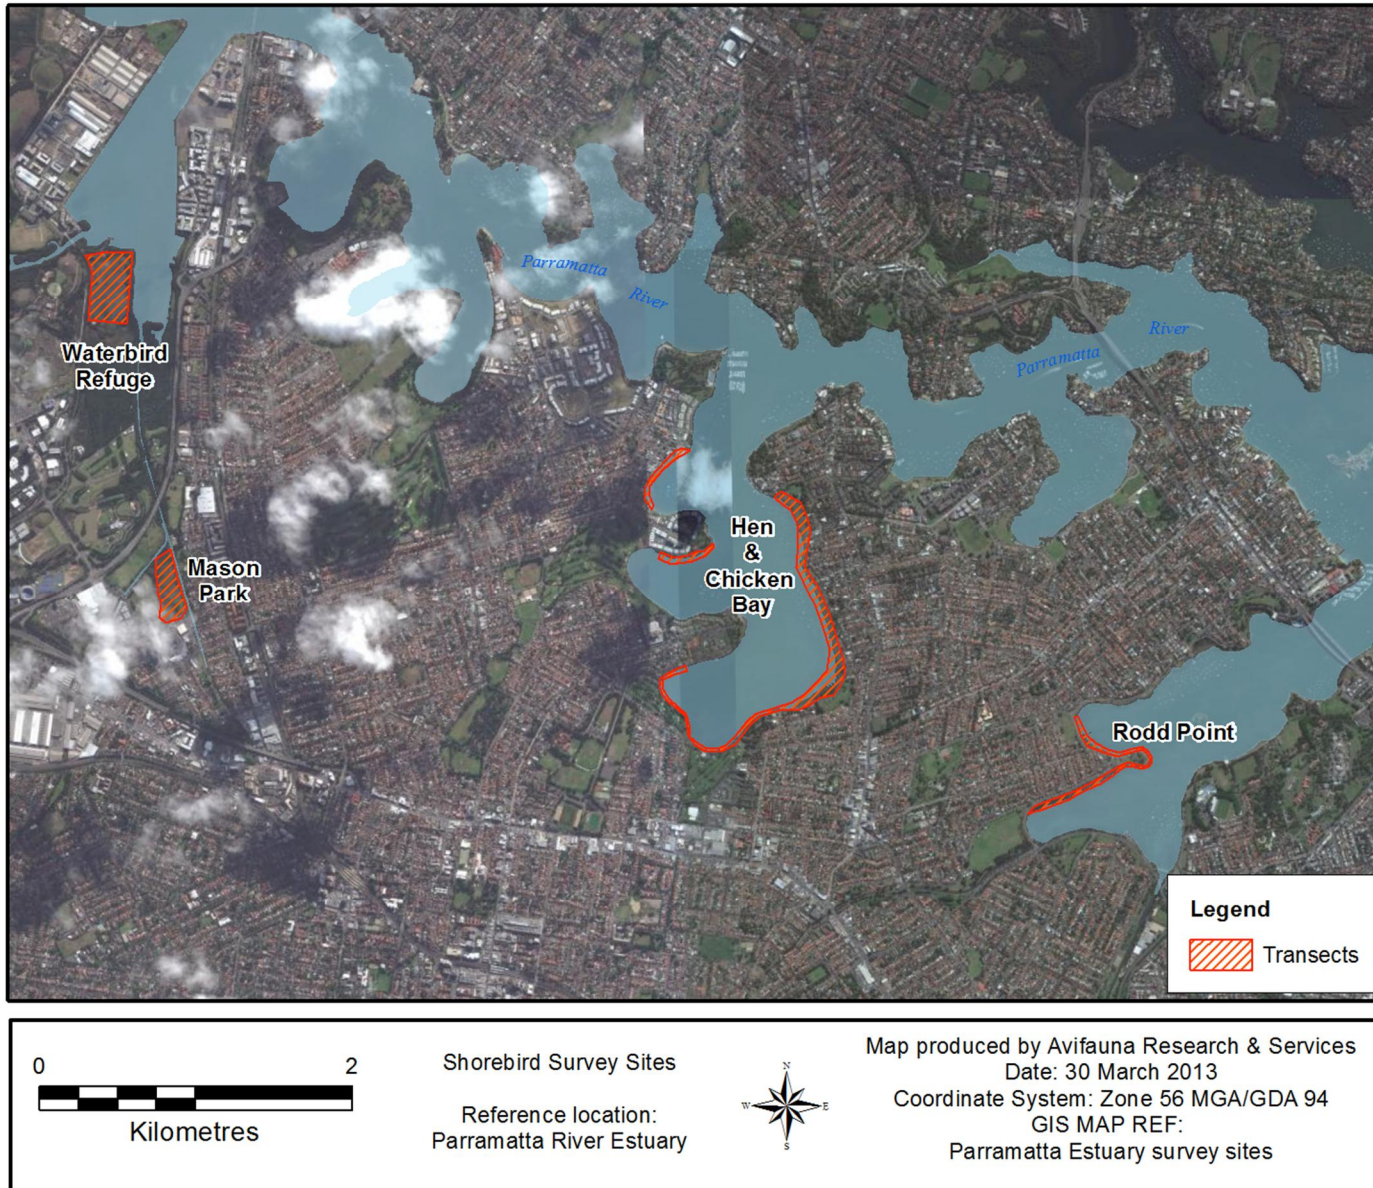 Parramatta
River
River
Parramatta
Waterbird
Refuge
Hen
&
Chicken
Bay
Mason
Park
Rodd Point
Legend
Transects
0 2
Kilometres
Shorebird Survey Sites
Reference location:
Parramatta River Estuary
N
W E
S
Map produced by Avifauna Research & Services
Date: 30 March 2013
Coordinate System: Zone 56 MGA/GDA 94
GIS MAP REF:
Parramatta Estuary survey sites